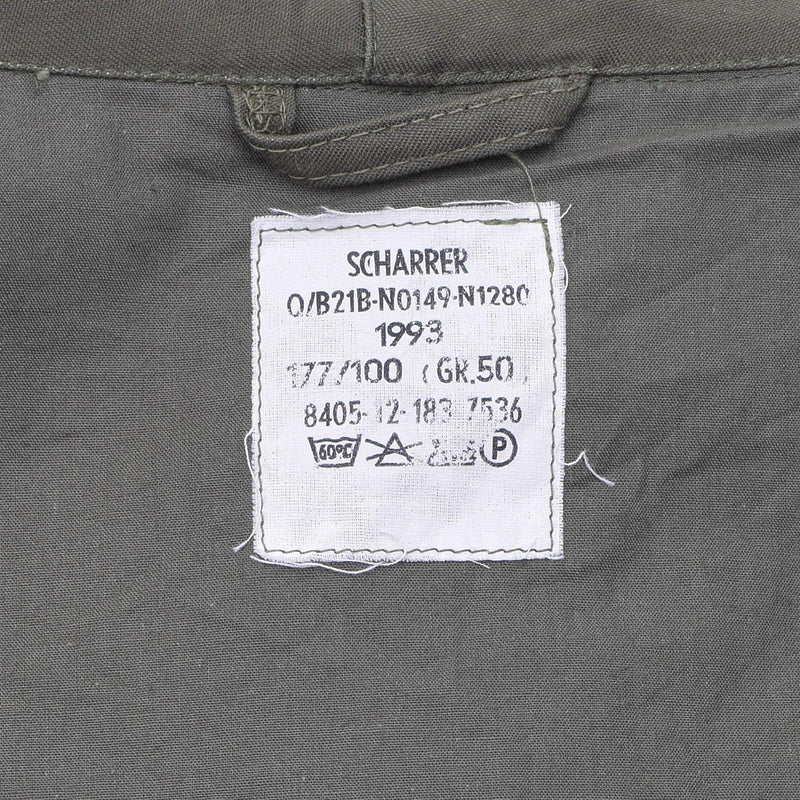 SCHARRER
Q/B21B-N0149-N1280
1993
177/100 (GR.50)
8405-12-183-7536
60°C P